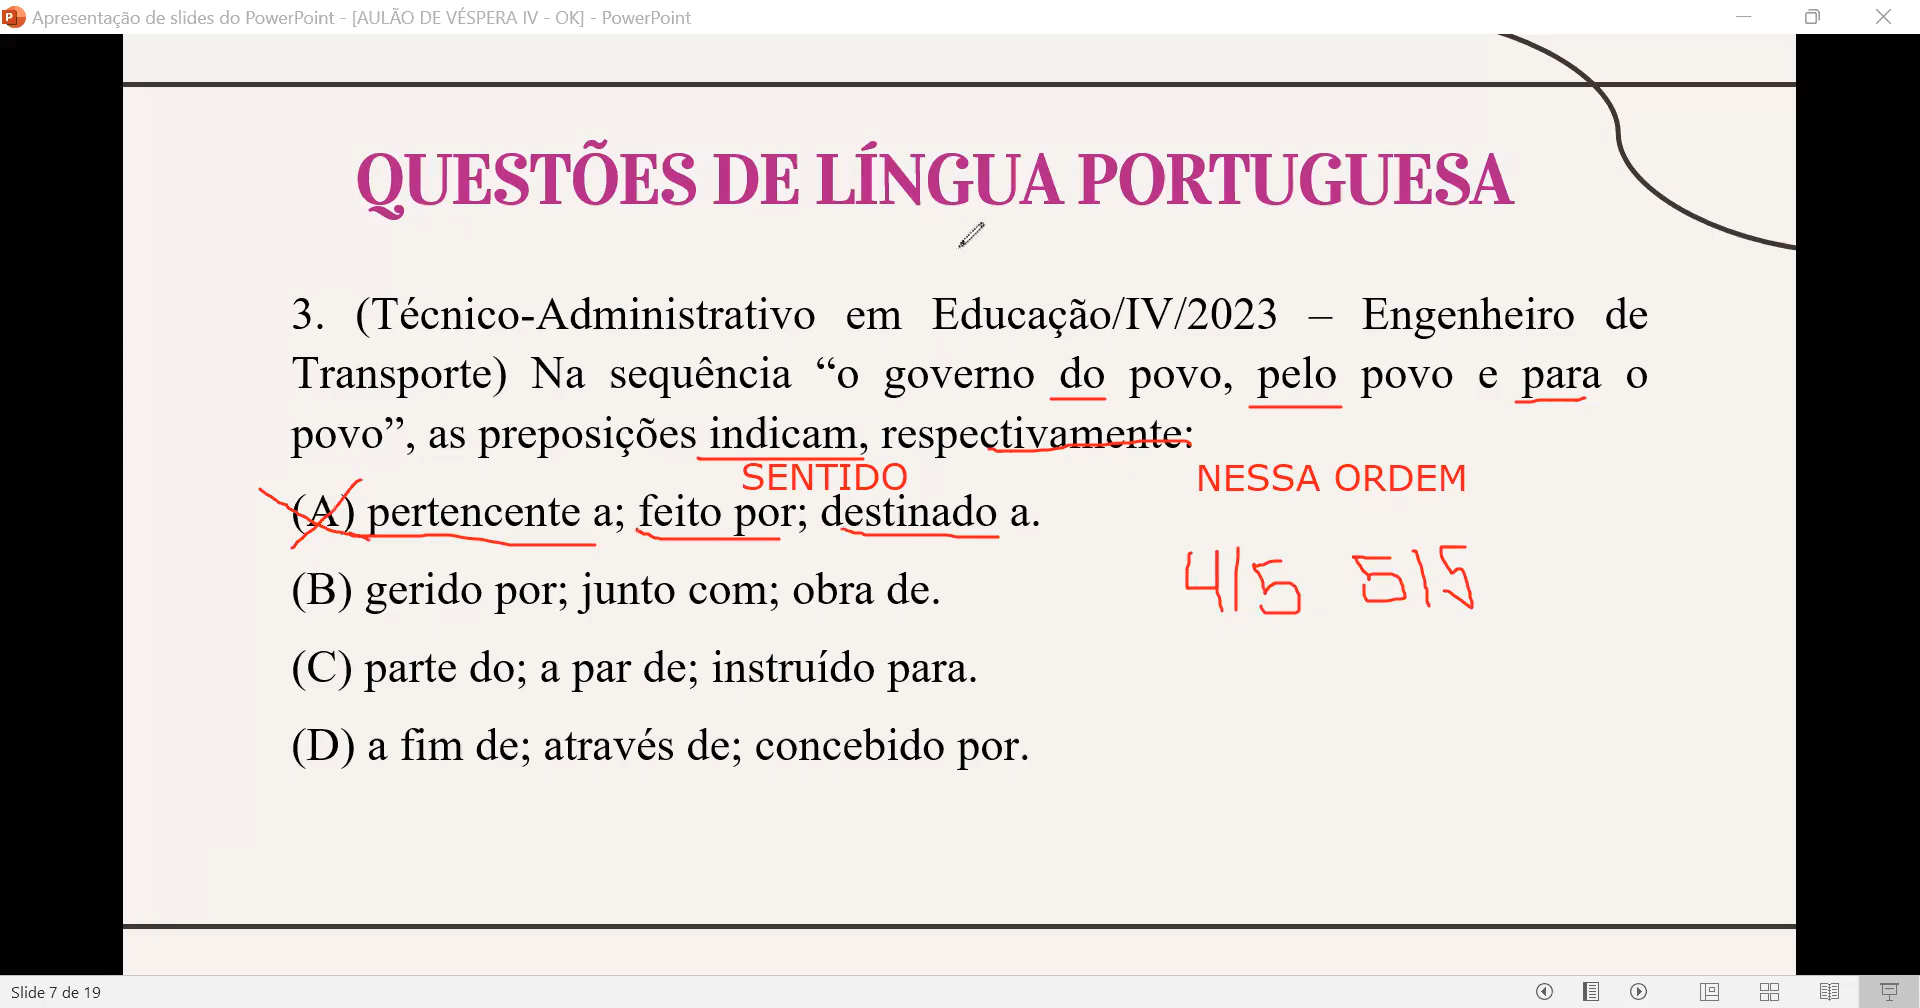 Apresentação de slides do PowerPoint - [AULÃO DE VÉSPERA IV - OK] - PowerPoint
QUESTÕES DE LÍNGUA PORTUGUESA
3. (Técnico-Administrativo em Educação/IV/2023 – Engenheiro de
Transporte) Na sequência “o governo do povo, pelo povo e para o
povo”, as preposições indicam, respectivamente:
SENTIDO NESSA ORDEM
(A) pertencente a; feito por; destinado a.
(B) gerido por; junto com; obra de.
4|5 5|5
(C) parte do; a par de; instruído para.
(D) a fim de; através de; concebido por.
Slide 7 de 19